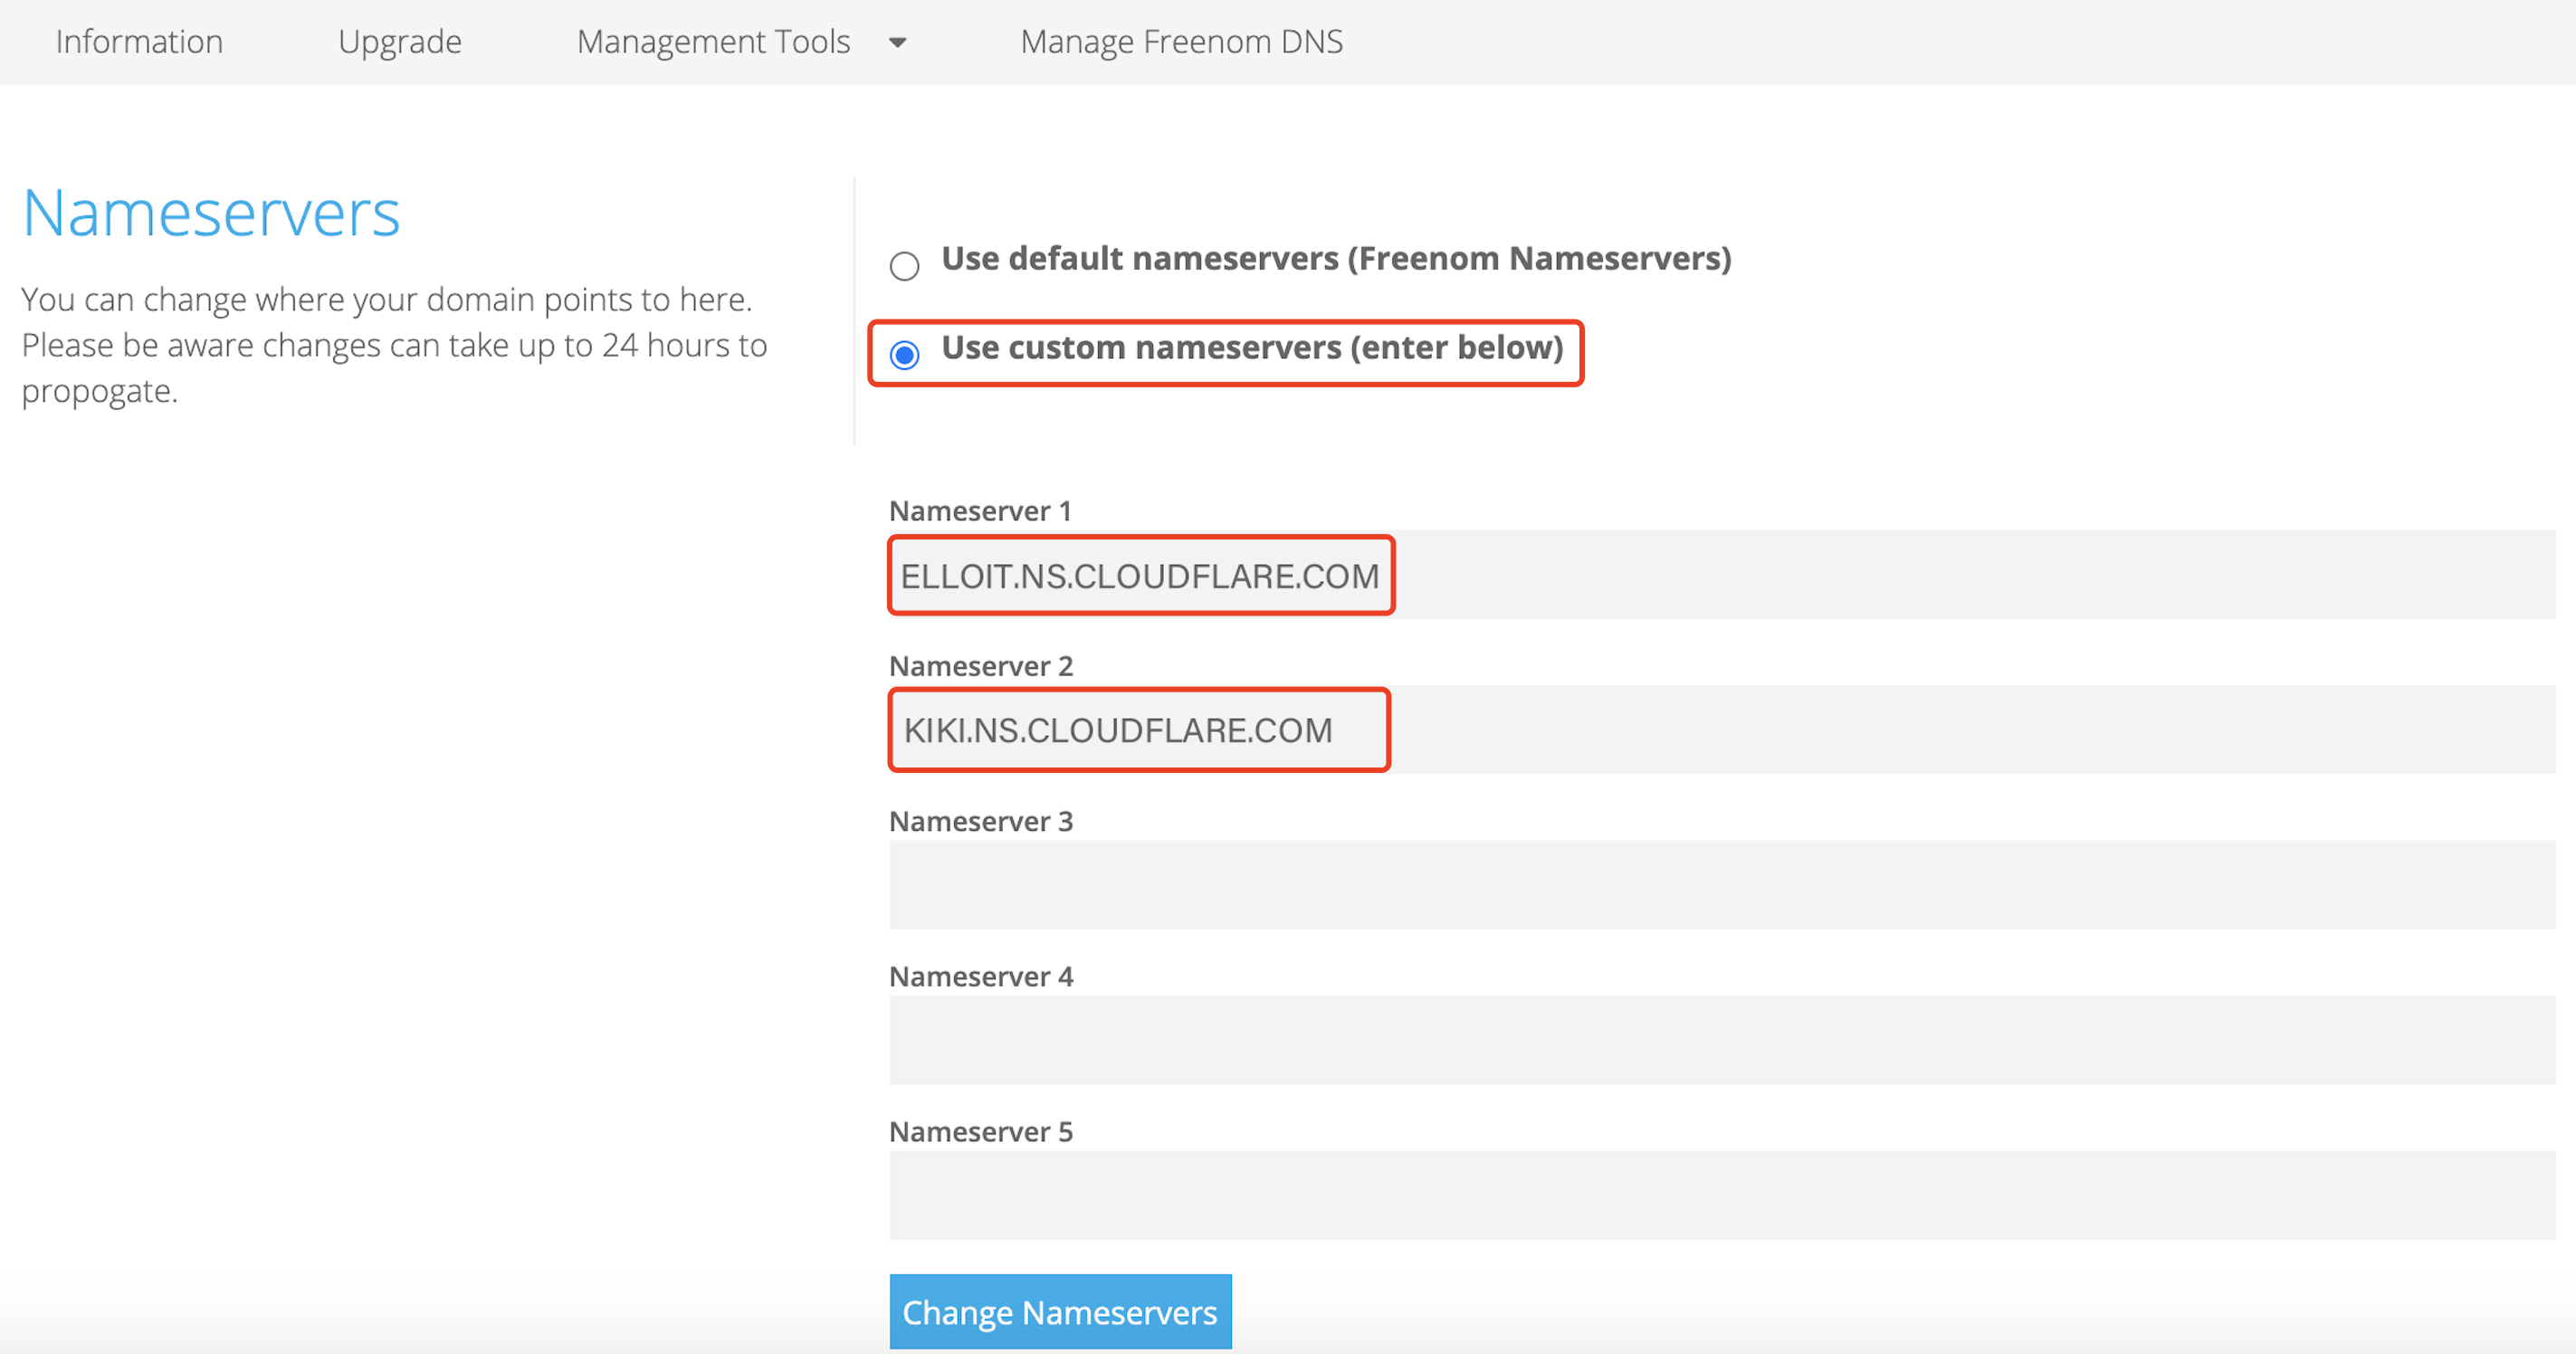 Information Upgrade Management Tools Manage Freenom DNS
Nameservers
You can change where your domain points to here.
Please be aware changes can take up to 24 hours to
propogate.
Use default nameservers (Freenom Nameservers)
Use custom nameservers (enter below)
Nameserver 1
ELLOIT.NS.CLOUDFLARE.COM
Nameserver 2
KIKI.NS.CLOUDFLARE.COM
Nameserver 3
Nameserver 4
Nameserver 5
Change Nameservers